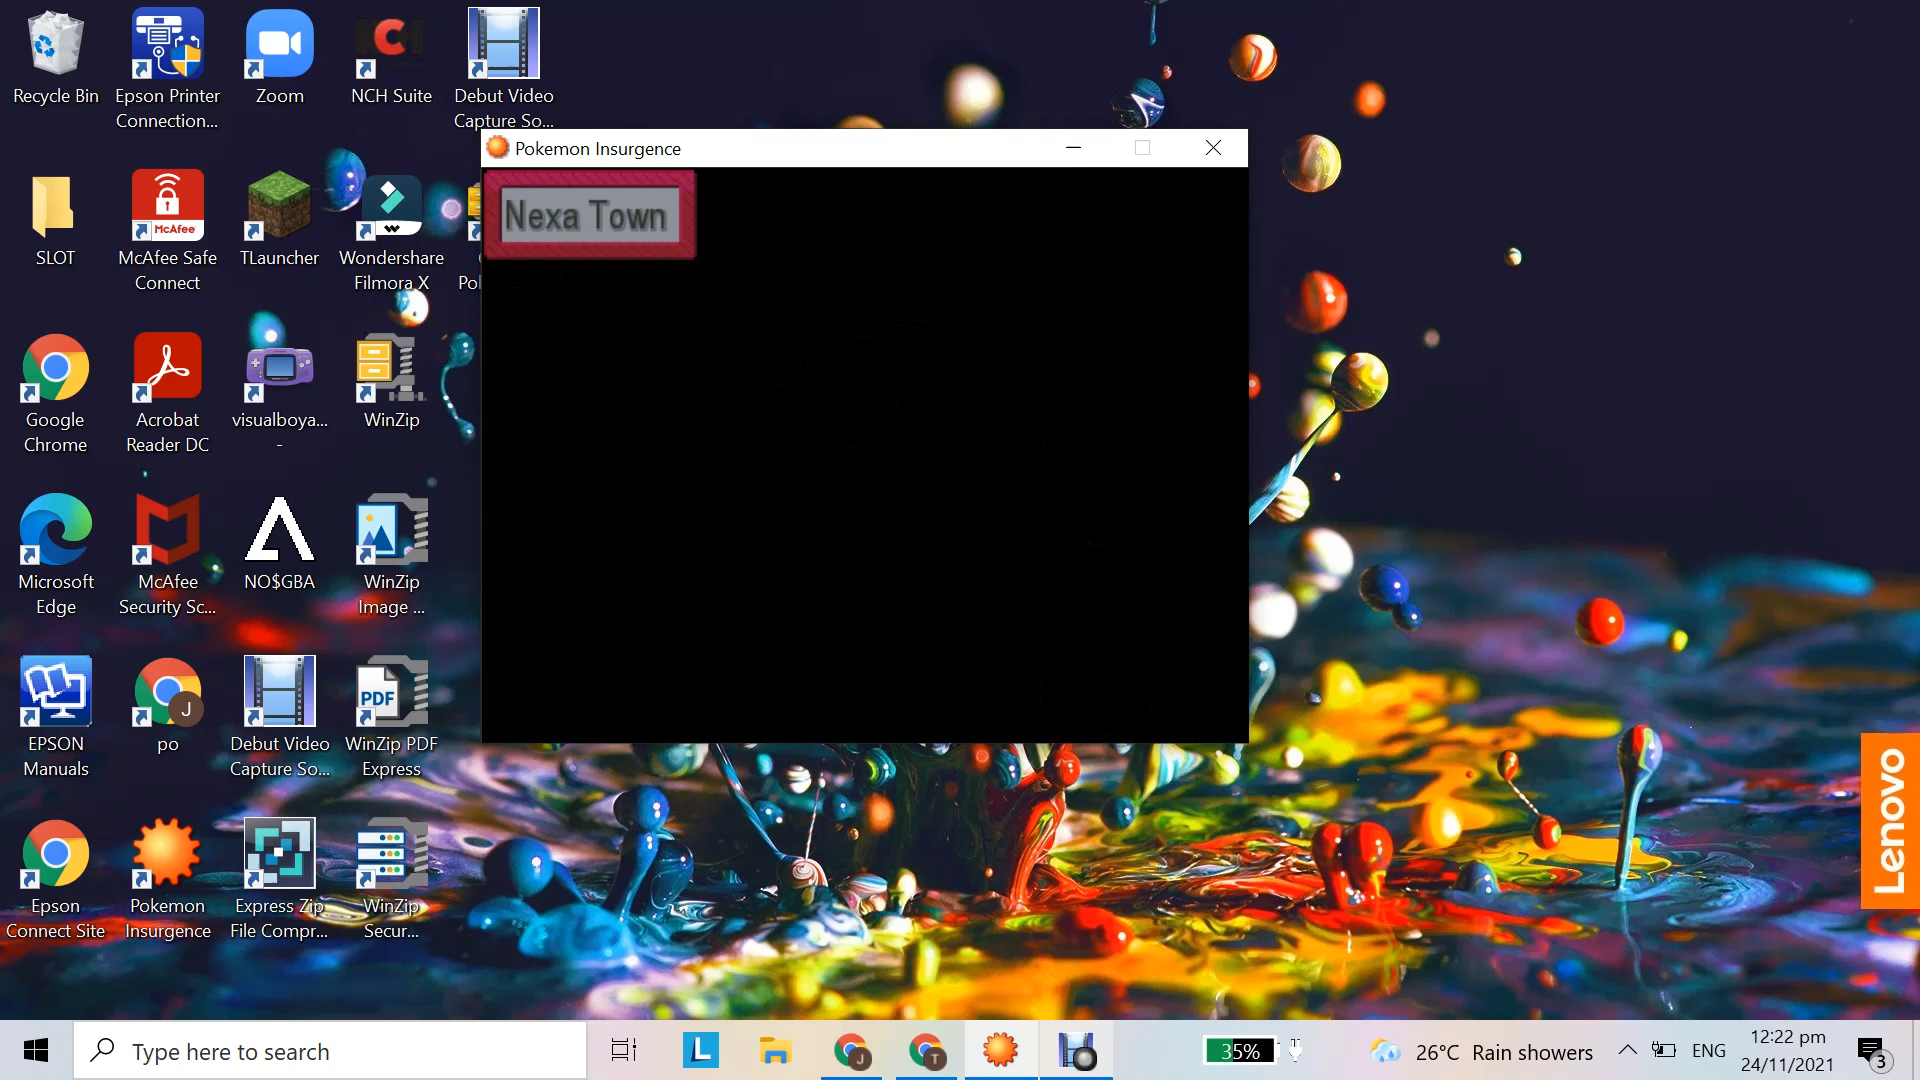 Recycle Bin
Epson Printer
Connection...
Zoom
NCH Suite
Debut Video
Capture So...
Pokemon Insurgence
Nexa Town
SLOT
McAfee
McAfee Safe
Connect
TLauncher
Wondershare
Filmora X
Pol
Google
Chrome
Acrobat
Reader DC
visualboya...
-
WinZip
Microsoft
Edge
McAfee
Security Sc...
NO$GBA
WinZip
Image ...
EPSON
Manuals
J
po
Debut Video
Capture So...
PDF
WinZip PDF
Express
Epson
Connect Site
Pokemon
Insurgence
Express Zip
File Compr...
WinZip
Secur...
Lenovo
Type here to search
L
J
T
35%
26°C Rain showers
ENG
12:22 pm
24/11/2021
3